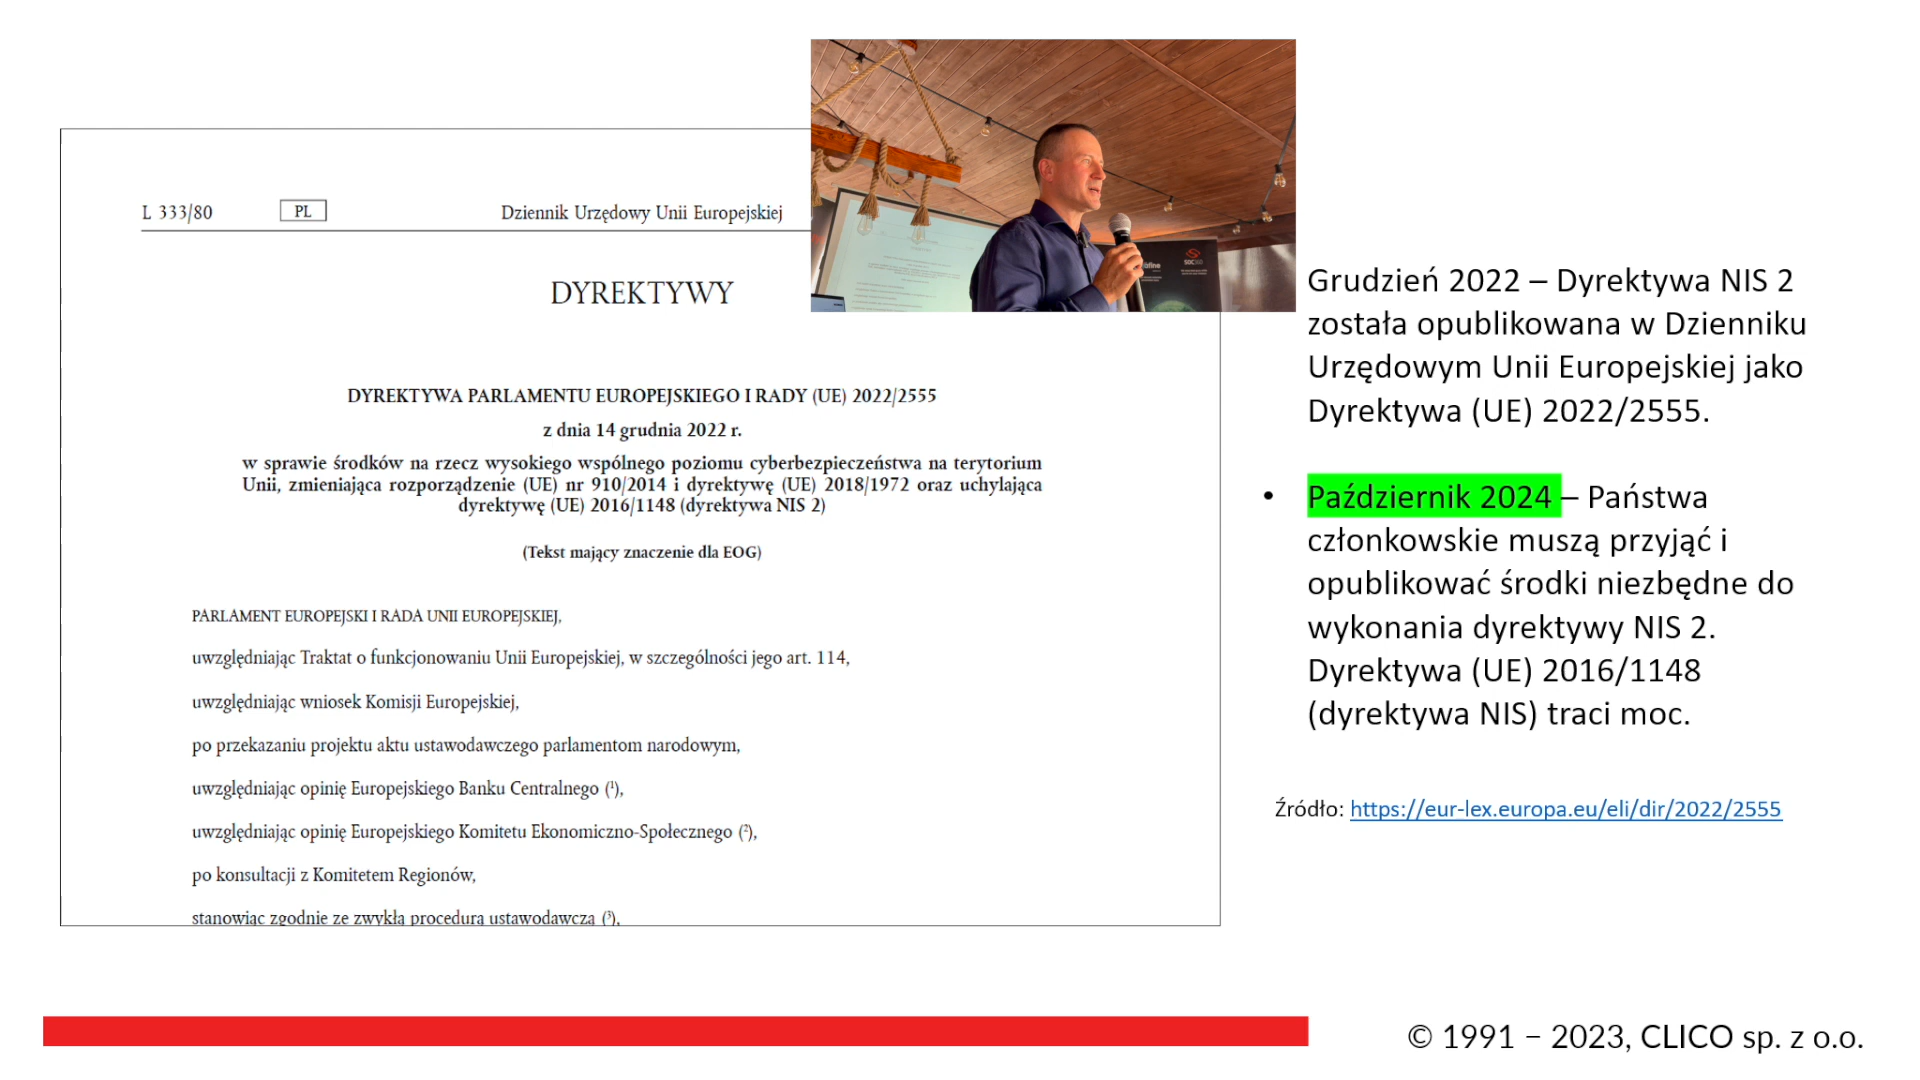 L 333/80
PL
Dziennik Urzędowy Unii Europejskiej
DYREKTYWY
DYREKTYWA PARLAMENTU EUROPEJSKIEGO I RADY (UE) 2022/2555
z dnia 14 grudnia 2022 r.
w sprawie środków na rzecz wysokiego wspólnego poziomu cyberbezpieczeństwa na terytorium
Unii, zmieniająca rozporządzenie (UE) nr 910/2014 i dyrektywę (UE) 2018/1972 oraz uchylająca
dyrektywę (UE) 2016/1148 (dyrektywa NIS 2)
(Tekst mający znaczenie dla EOG)
PARLAMENT EUROPEJSKI I RADA UNII EUROPEJSKIEJ,
uwzględniając Traktat o funkcjonowaniu Unii Europejskiej, w szczególności jego art. 114,
uwzględniając wniosek Komisji Europejskiej,
po przekazaniu projektu aktu ustawodawczego parlamentom narodowym,
uwzględniając opinię Europejskiego Banku Centralnego (¹),
uwzględniając opinię Europejskiego Komitetu Ekonomiczno-Społecznego (²),
po konsultacji z Komitetem Regionów,
stanowiąc zgodnie ze zwykłą procedurą ustawodawczą (³),
Grudzień 2022 – Dyrektywa NIS 2
została opublikowana w Dzienniku
Urzędowym Unii Europejskiej jako
Dyrektywa (UE) 2022/2555.
• Październik 2024 – Państwa
członkowskie muszą przyjąć i
opublikować środki niezbędne do
wykonania dyrektywy NIS 2.
Dyrektywa (UE) 2016/1148
(dyrektywa NIS) traci moc.
Źródło: https://eur-lex.europa.eu/eli/dir/2022/2555
© 1991 – 2023, CLICO sp. z o.o.